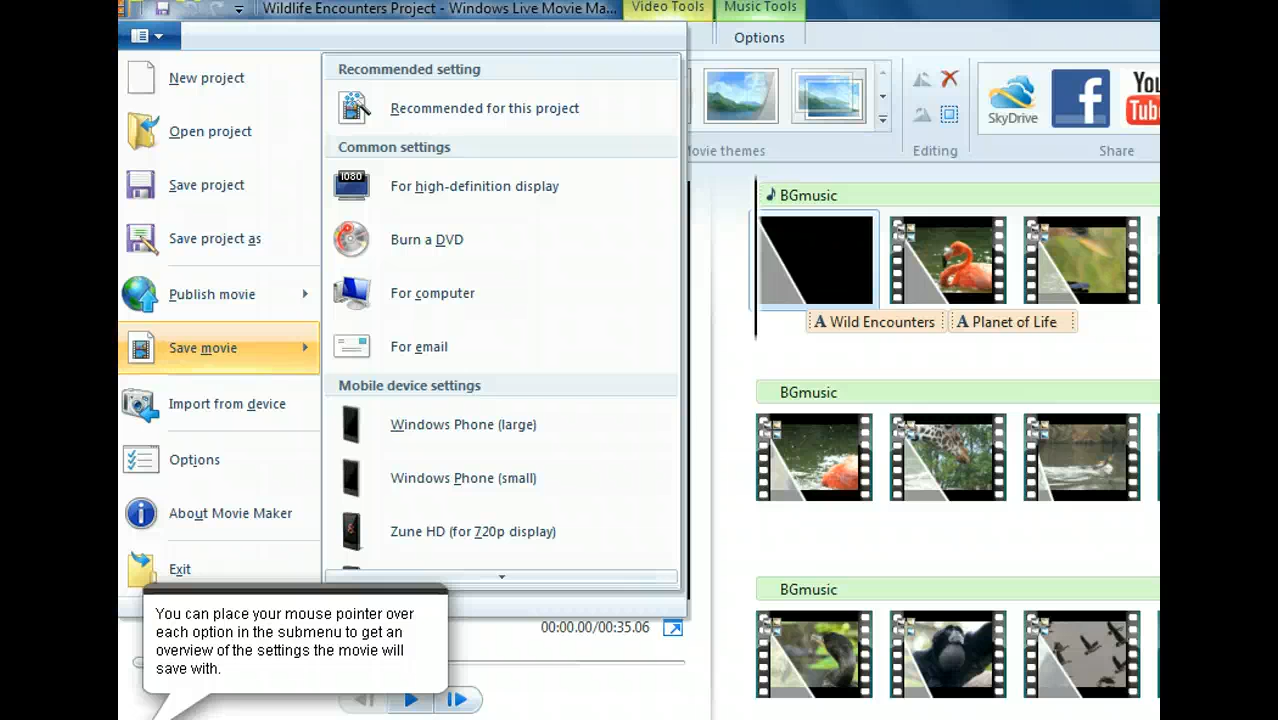 Wildlife Encounters Project - Windows Live Movie Ma...
Video Tools
Music Tools
Options
New project
Open project
Save project
Save project as
Publish movie
Save movie
Import from device
Options
About Movie Maker
Exit
Recommended setting
Recommended for this project
Common settings
1080
For high-definition display
Burn a DVD
For computer
For email
Mobile device settings
Windows Phone (large)
Windows Phone (small)
Zune HD (for 720p display)
SkyDrive
f
You
Tube
Movie themes
Editing
Share
BGmusic
A Wild Encounters
A Planet of Life
BGmusic
BGmusic
00:00.00/00:35.06
You can place your mouse pointer over
each option in the submenu to get an
overview of the settings the movie will
save with.